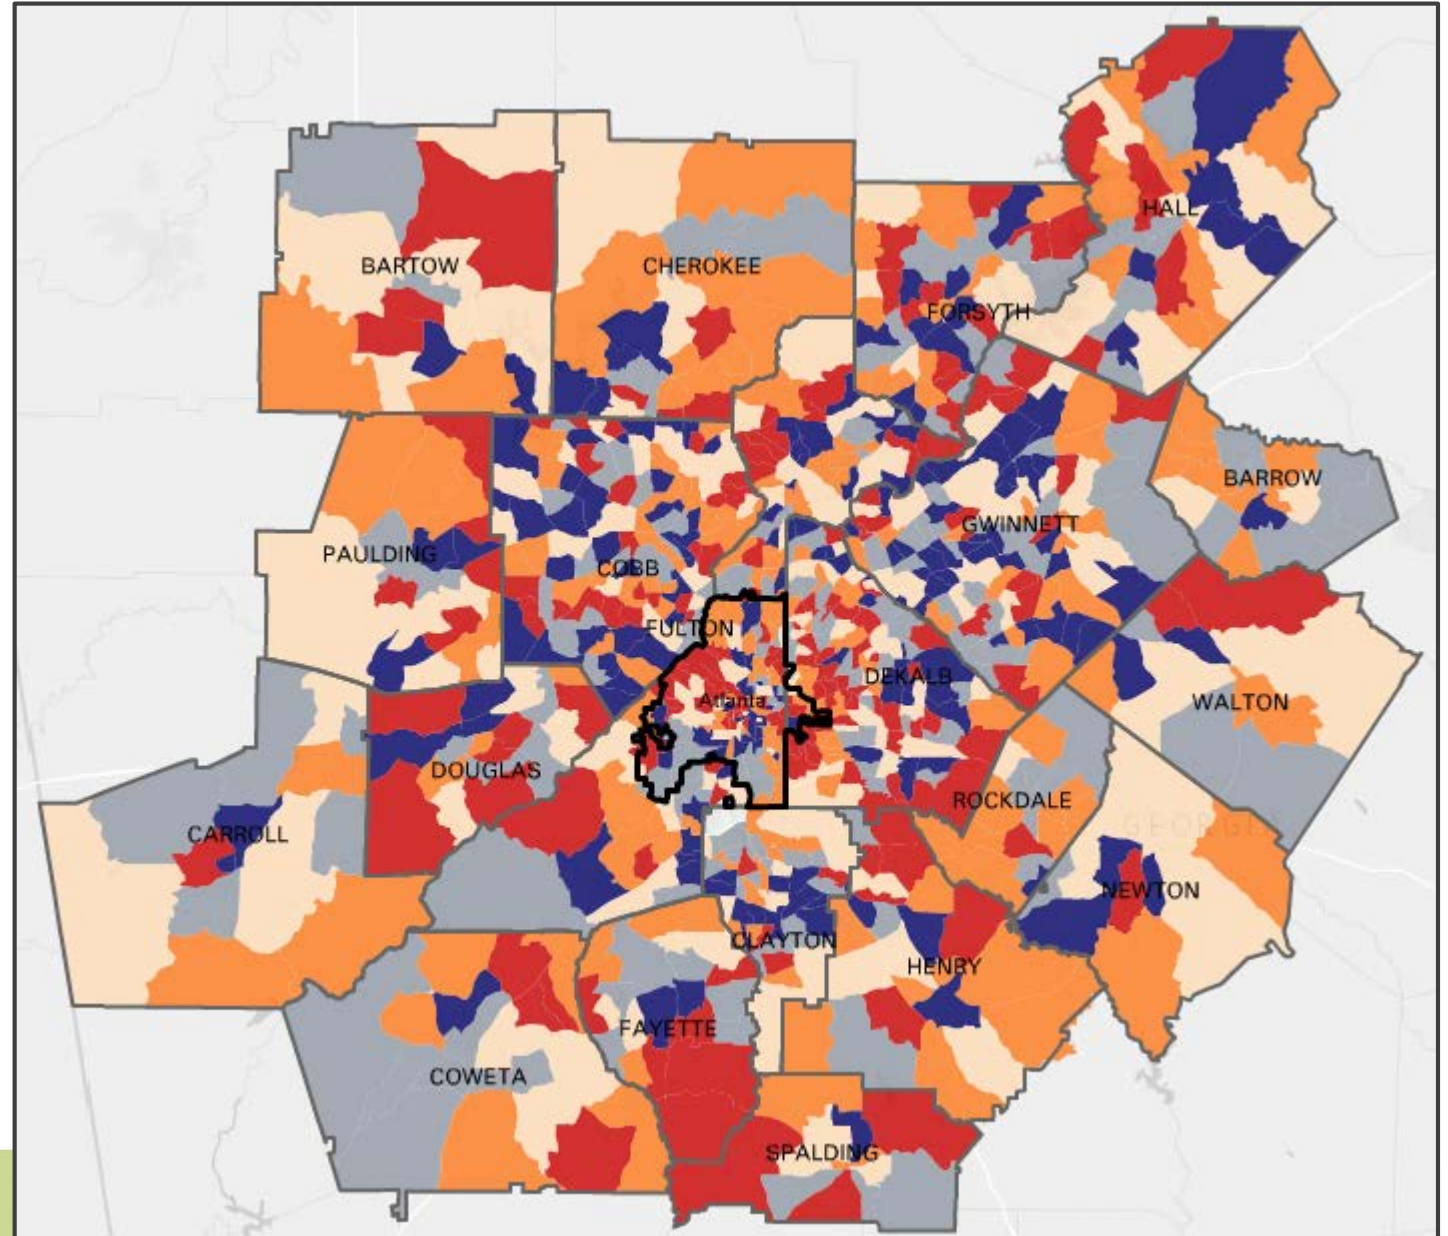 HALL
BARTOW
CHEROKEE
FORSYTH
BARROW
GWINNETT
PAULDING
COBB
FULTON
DEKALB
Atlanta
WALTON
DOUGLAS
ROCKDALE
CARROLL
GEORGIA
NEWTON
CLAYTON
HENRY
FAYETTE
COWETA
SPALDING